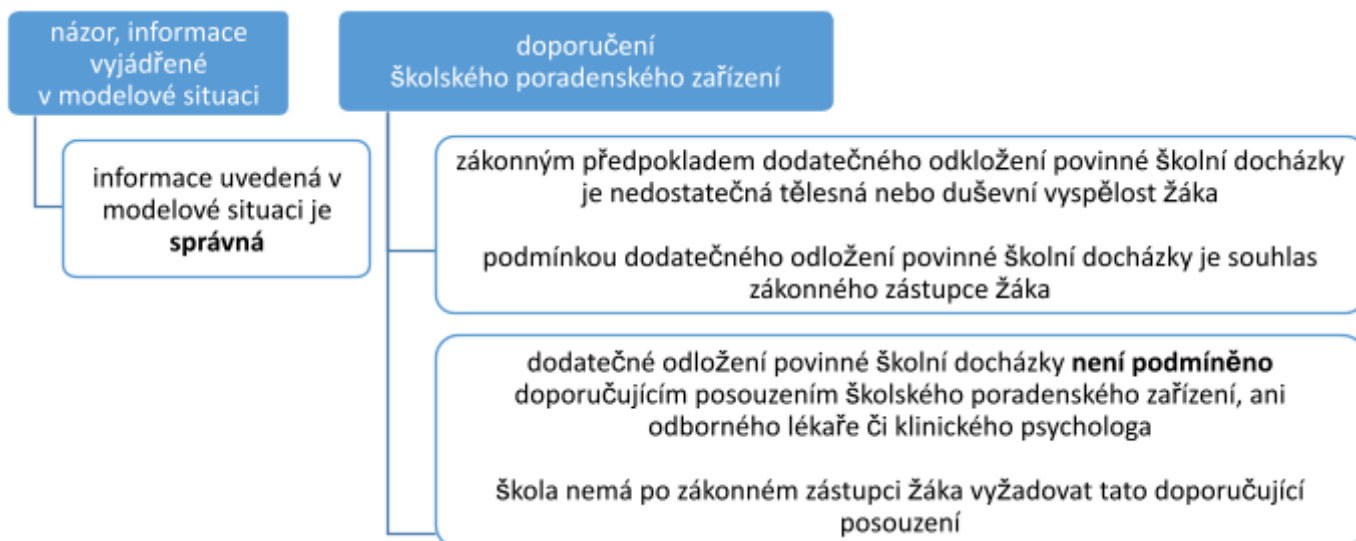 názor, informace
vyjádřené
v modelové situaci
informace uvedená v
modelové situaci je
správná
doporučení
školského poradenského zařízení
zákonným předpokladem dodatečného odkložení povinné školní docházky
je nedostatečná tělesná nebo duševní vyspělost žáka
podmínkou dodatečného odložení povinné školní docházky je souhlas
zákonného zástupce žáka
dodatečné odložení povinné školní docházky není podmíněno
doporučujícím posouzením školského poradenského zařízení, ani
odborného lékaře či klinického psychologa
škola nemá po zákonném zástupci žáka vyžadovat tato doporučující
posouzení